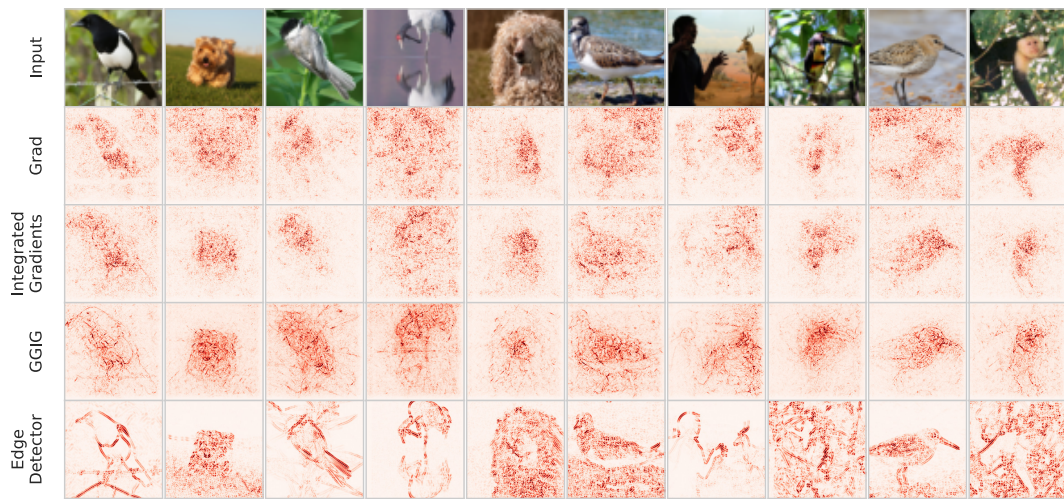 Input
Grad
Integrated
Gradients
GGIG
Edge
Detector